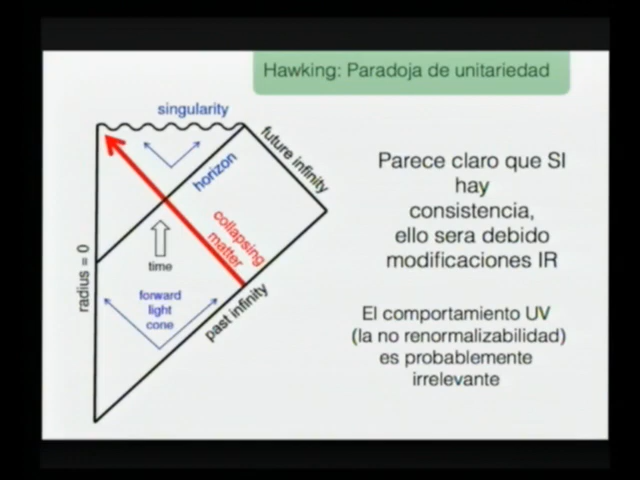 Hawking: Paradoja de unitariedad
singularity
future infinity
horizon
collapsing
matter
time
radius = 0
forward
light
cone
past infinity
Parece claro que SI
hay
consistencia,
ello sera debido
modificaciones IR
El comportamiento UV
(la no renormalizabilidad)
es probablemente
irrelevante